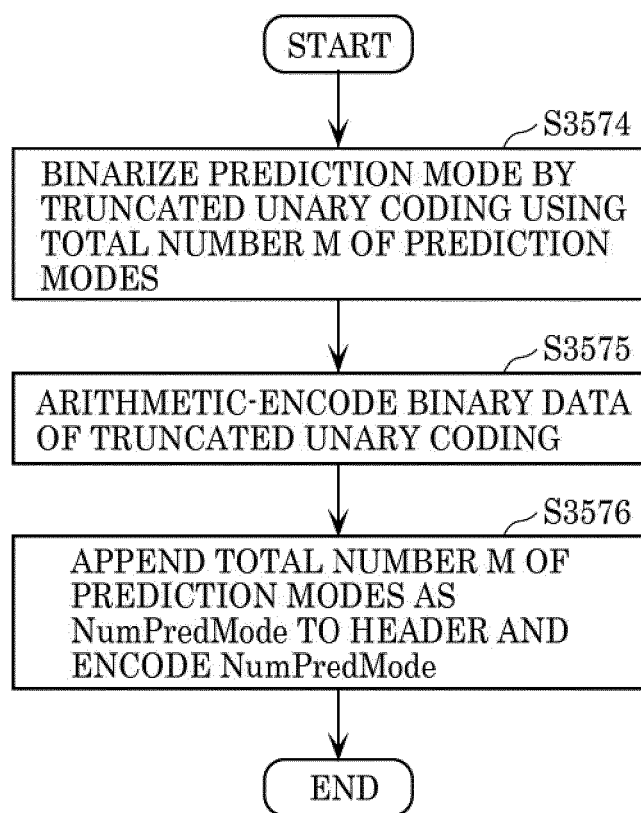 START
S3574
BINARIZE PREDICTION MODE BY
TRUNCATED UNARY CODING USING
TOTAL NUMBER M OF PREDICTION
MODES
S3575
ARITHMETIC-ENCODE BINARY DATA
OF TRUNCATED UNARY CODING
S3576
APPEND TOTAL NUMBER M OF
PREDICTION MODES AS
NumPredMode TO HEADER AND
ENCODE NumPredMode
END